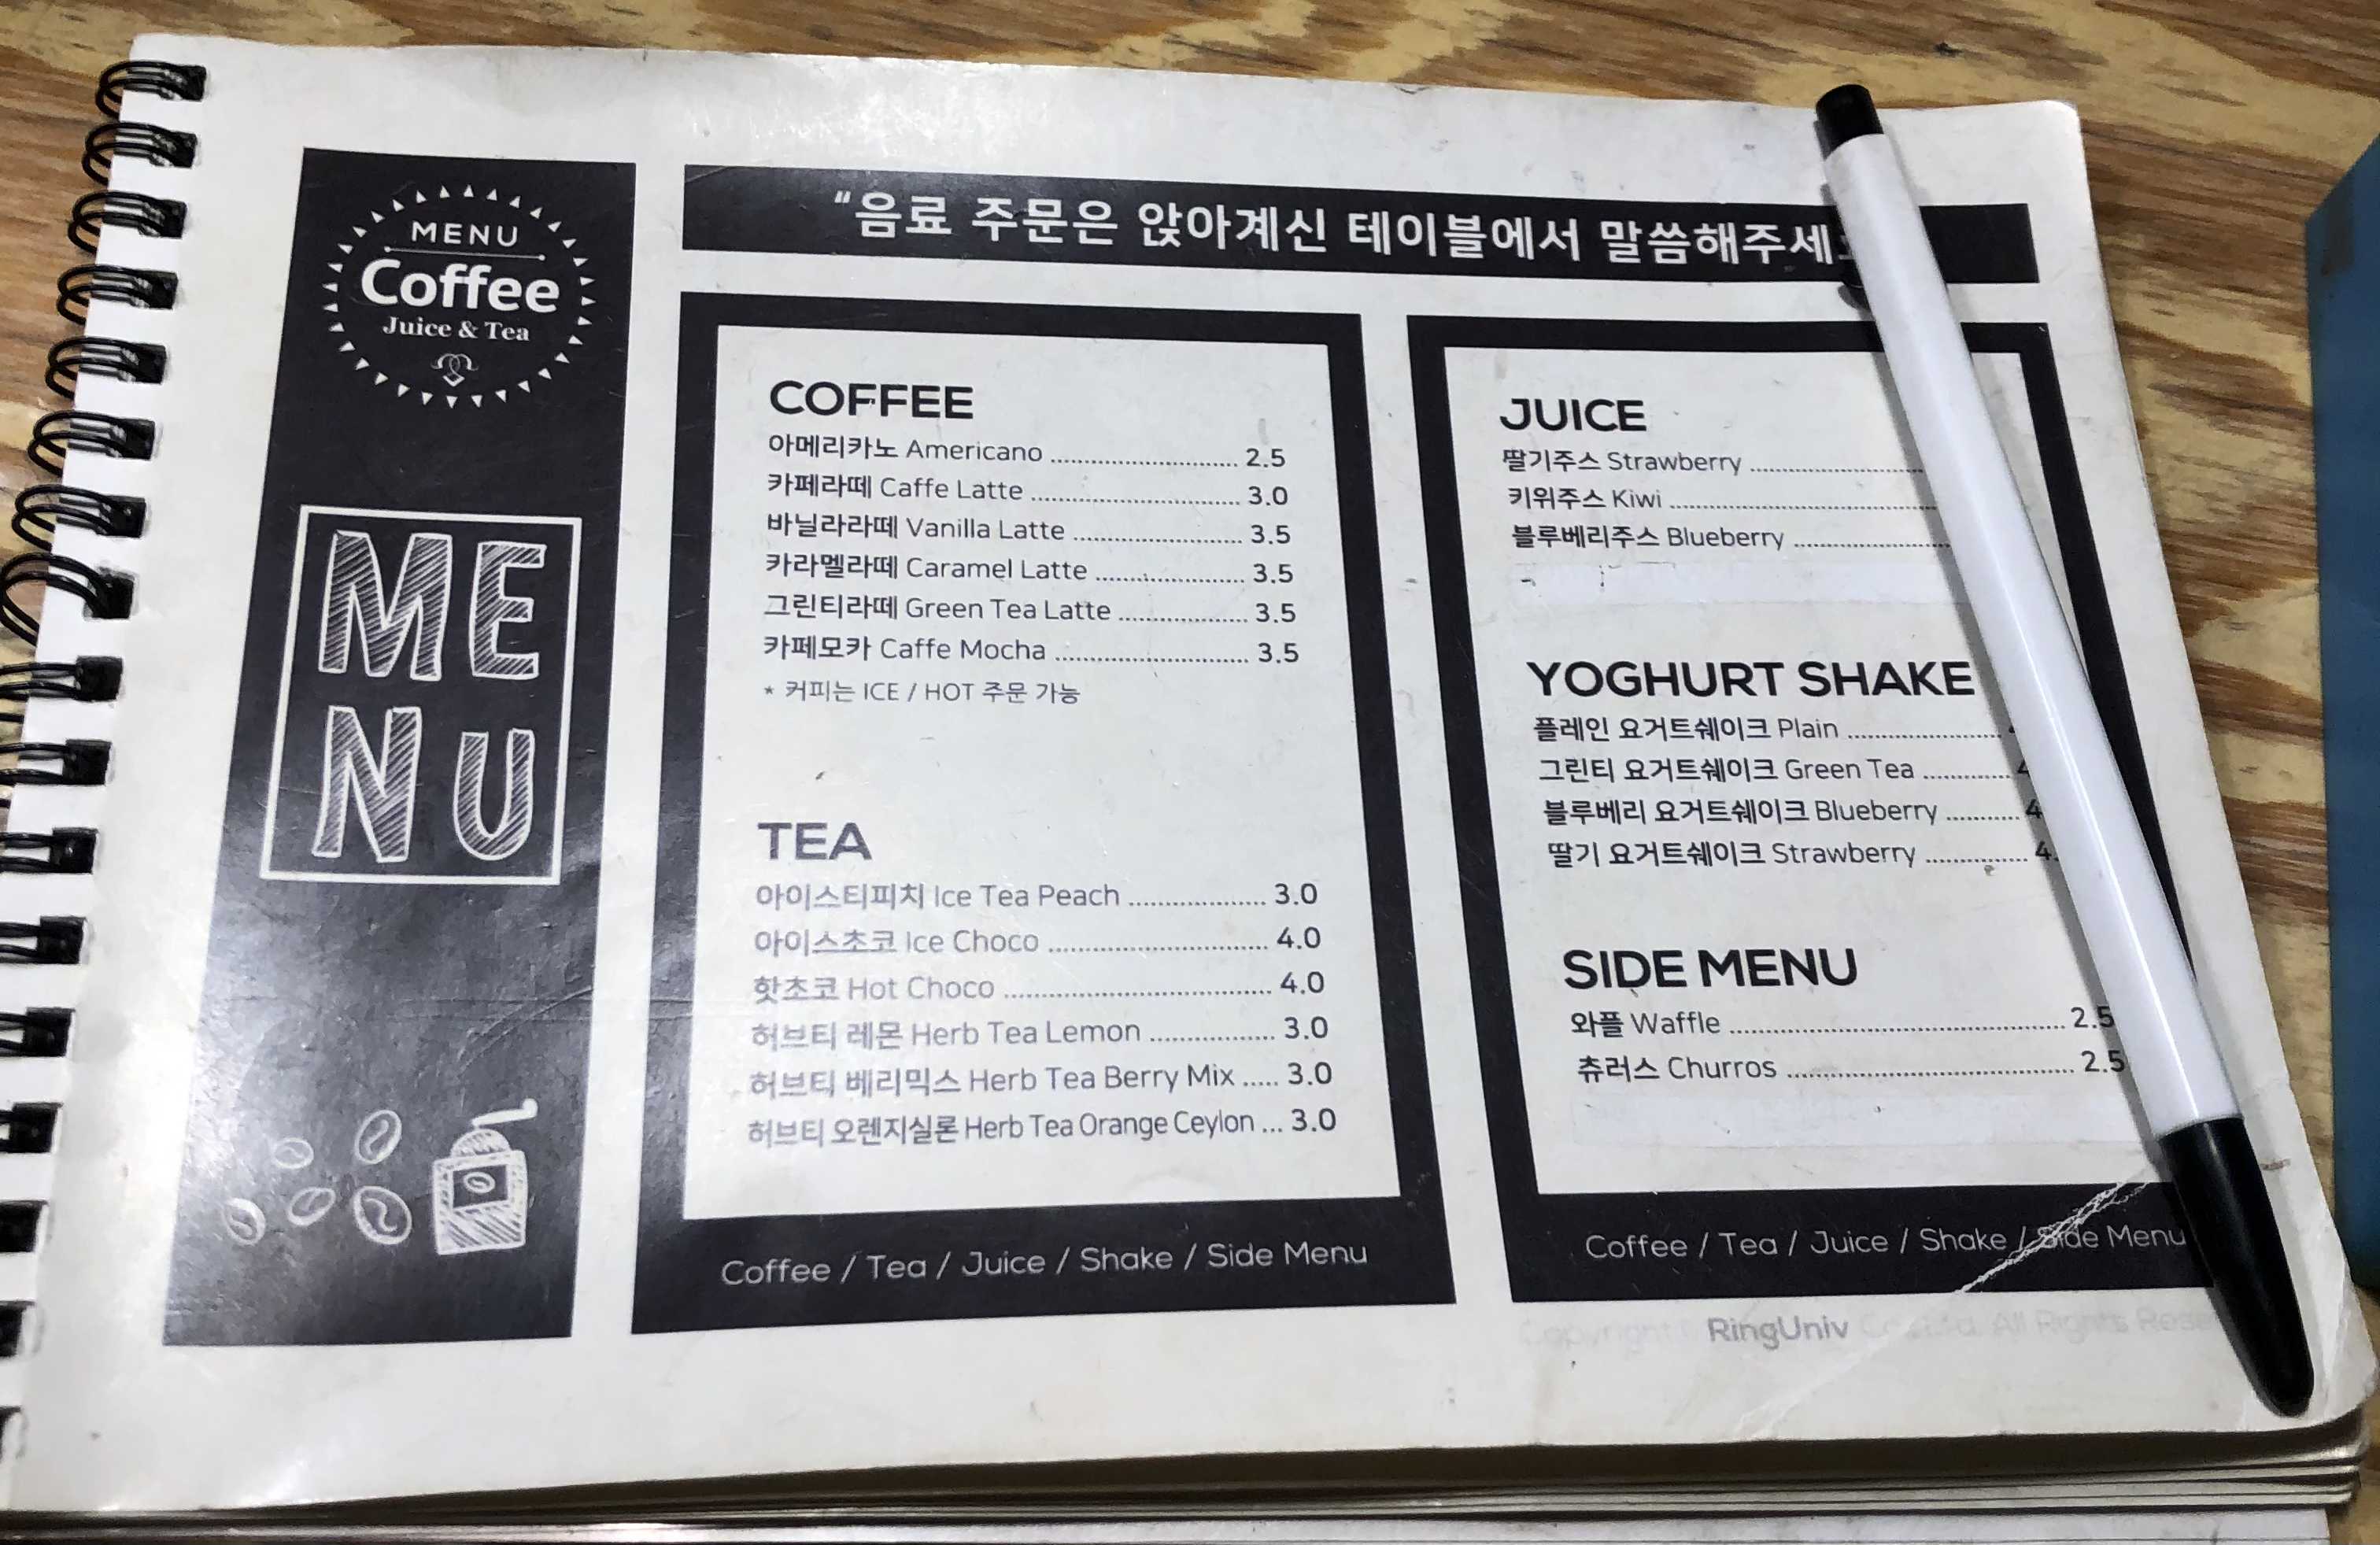 MENU
Coffee
Juice & Tea
ME
NU
"음료 주문은 앉아계신 테이블에서
COFFEE
아메리카노 Americano ........ 2.5
카페라떼 Caffe Latte ........ 3.0
바닐라라떼 Vanilla Latte ........ 3.5
카라멜라떼 Caramel Latte ........ 3.5
그린티라떼 Green Tea Latte ........ 3.5
카페모카 Caffe Mocha ........ 3.5
* 커피는 ICE / HOT 주문 가능
TEA
아이스티피치 Ice Tea Peach ........ 3.0
아이스초코 Ice Choco ........ 4.0
핫초코 Hot Choco ........ 4.0
허브티 레몬 Herb Tea Lemon ........ 3.0
허브티 베리믹스 Herb Tea Berry Mix ..... 3.0
허브티 오렌지실론 Herb Tea Orange Ceylon ... 3.0
Coffee / Tea / Juice / Shake / Side Menu
JUICE
딸기주스 Strawberry ........
키위주스 Kiwi ........
블루베리주스 Blueberry ........
YOGHURT SHAKE
플레인 요거트쉐이크 Plain ........
그린티 요거트쉐이크 Green Tea ........
블루베리 요거트쉐이크 Blueberry ........
딸기 요거트쉐이크 Strawberry ........
SIDE MENU
와플 Waffle ........ 2.5
츄러스 Churros ........ 2.5
Coffee / Tea / Juice / Shake / Side Menu
Copyright RingUniv Co., Ltd. All Rights